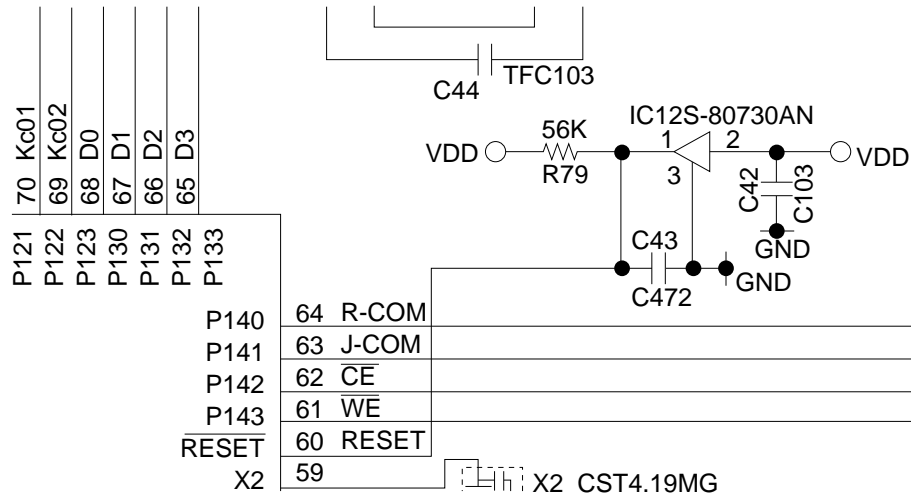 C44 TFC103
IC12S-80730AN
VDD 56K R79 1 2 3 VDD
C42 C103
GND
C43
C472
GND
70 Kc01
69 Kc02
68 D0
67 D1
66 D2
65 D3
P121
P122
P123
P130
P131
P132
P133
P140 64 R-COM
P141 63 J-COM
P142 62 CE
P143 61 WE
RESET 60 RESET
X2 59
X2 CST4.19MG